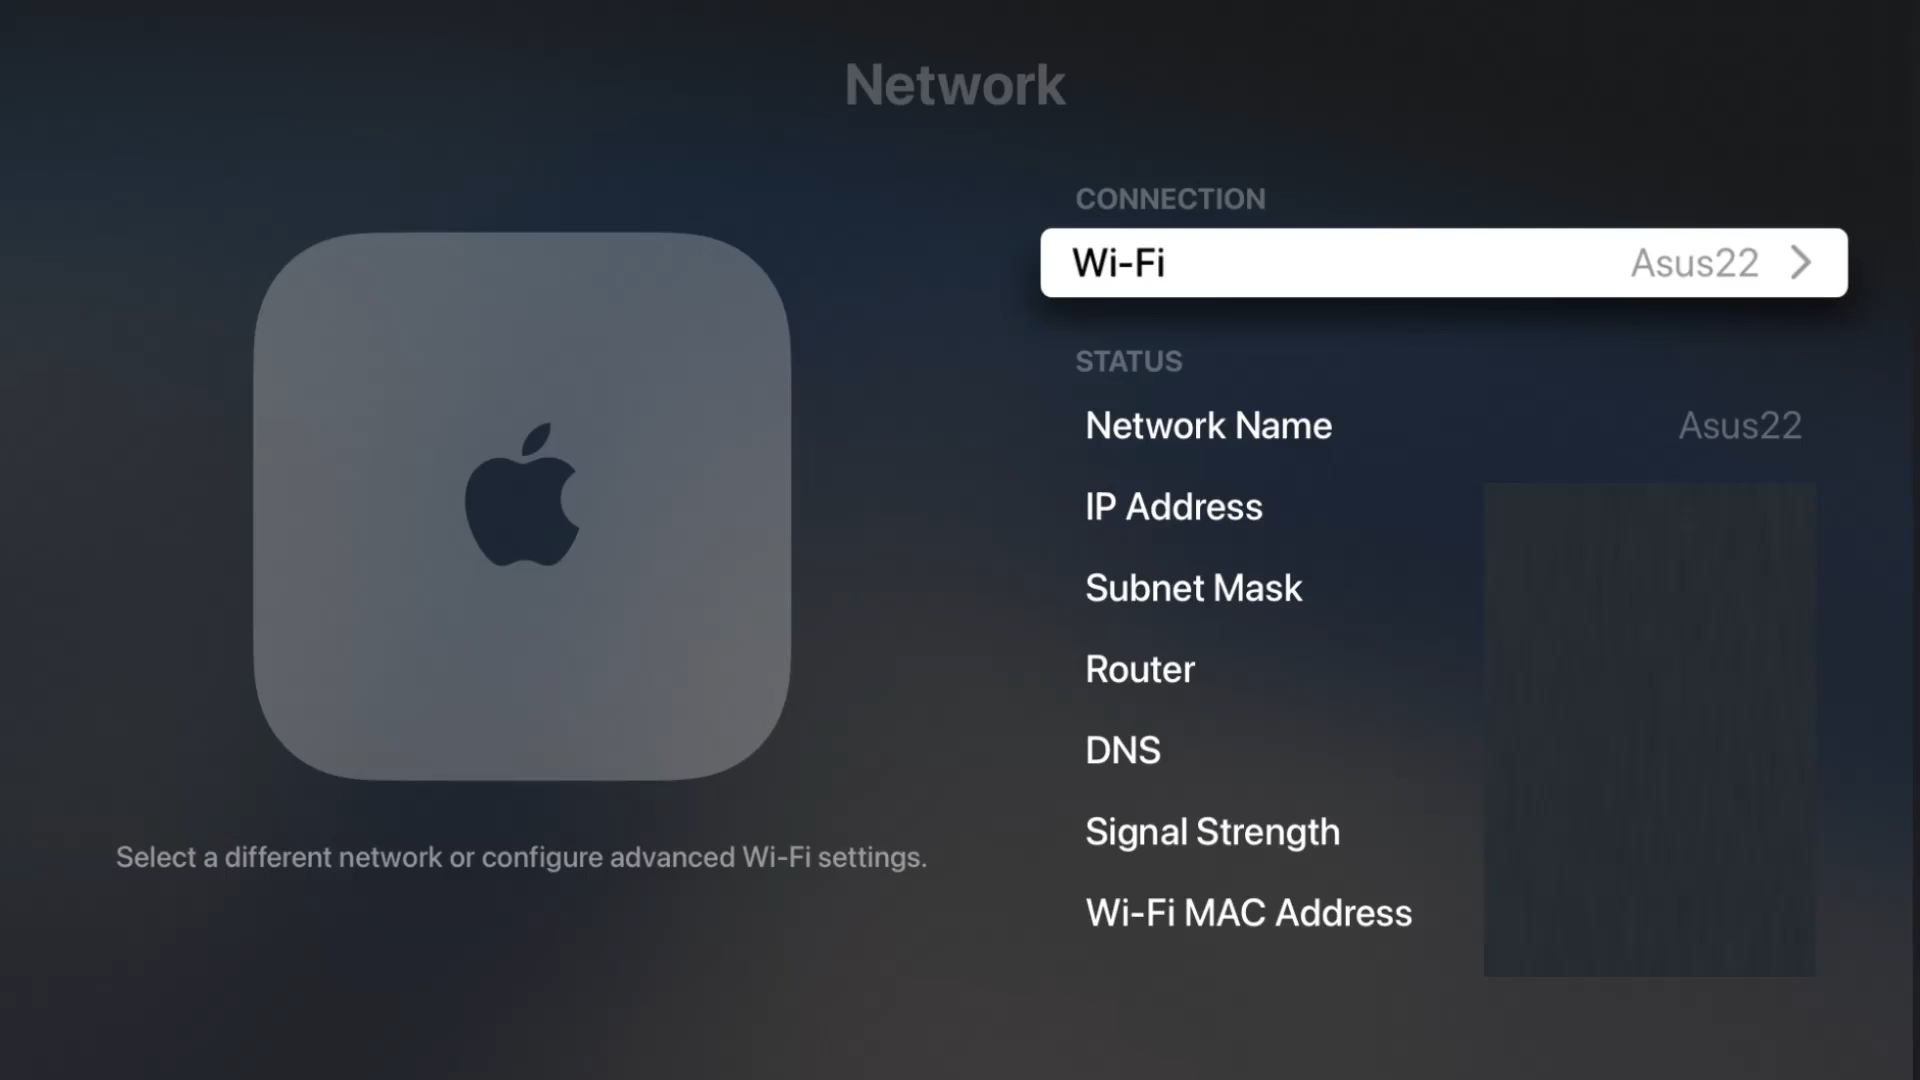 Network
CONNECTION
Wi-Fi Asus22
STATUS
Network Name Asus22
IP Address
Subnet Mask
Router
DNS
Signal Strength
Wi-Fi MAC Address
Select a different network or configure advanced Wi-Fi settings.